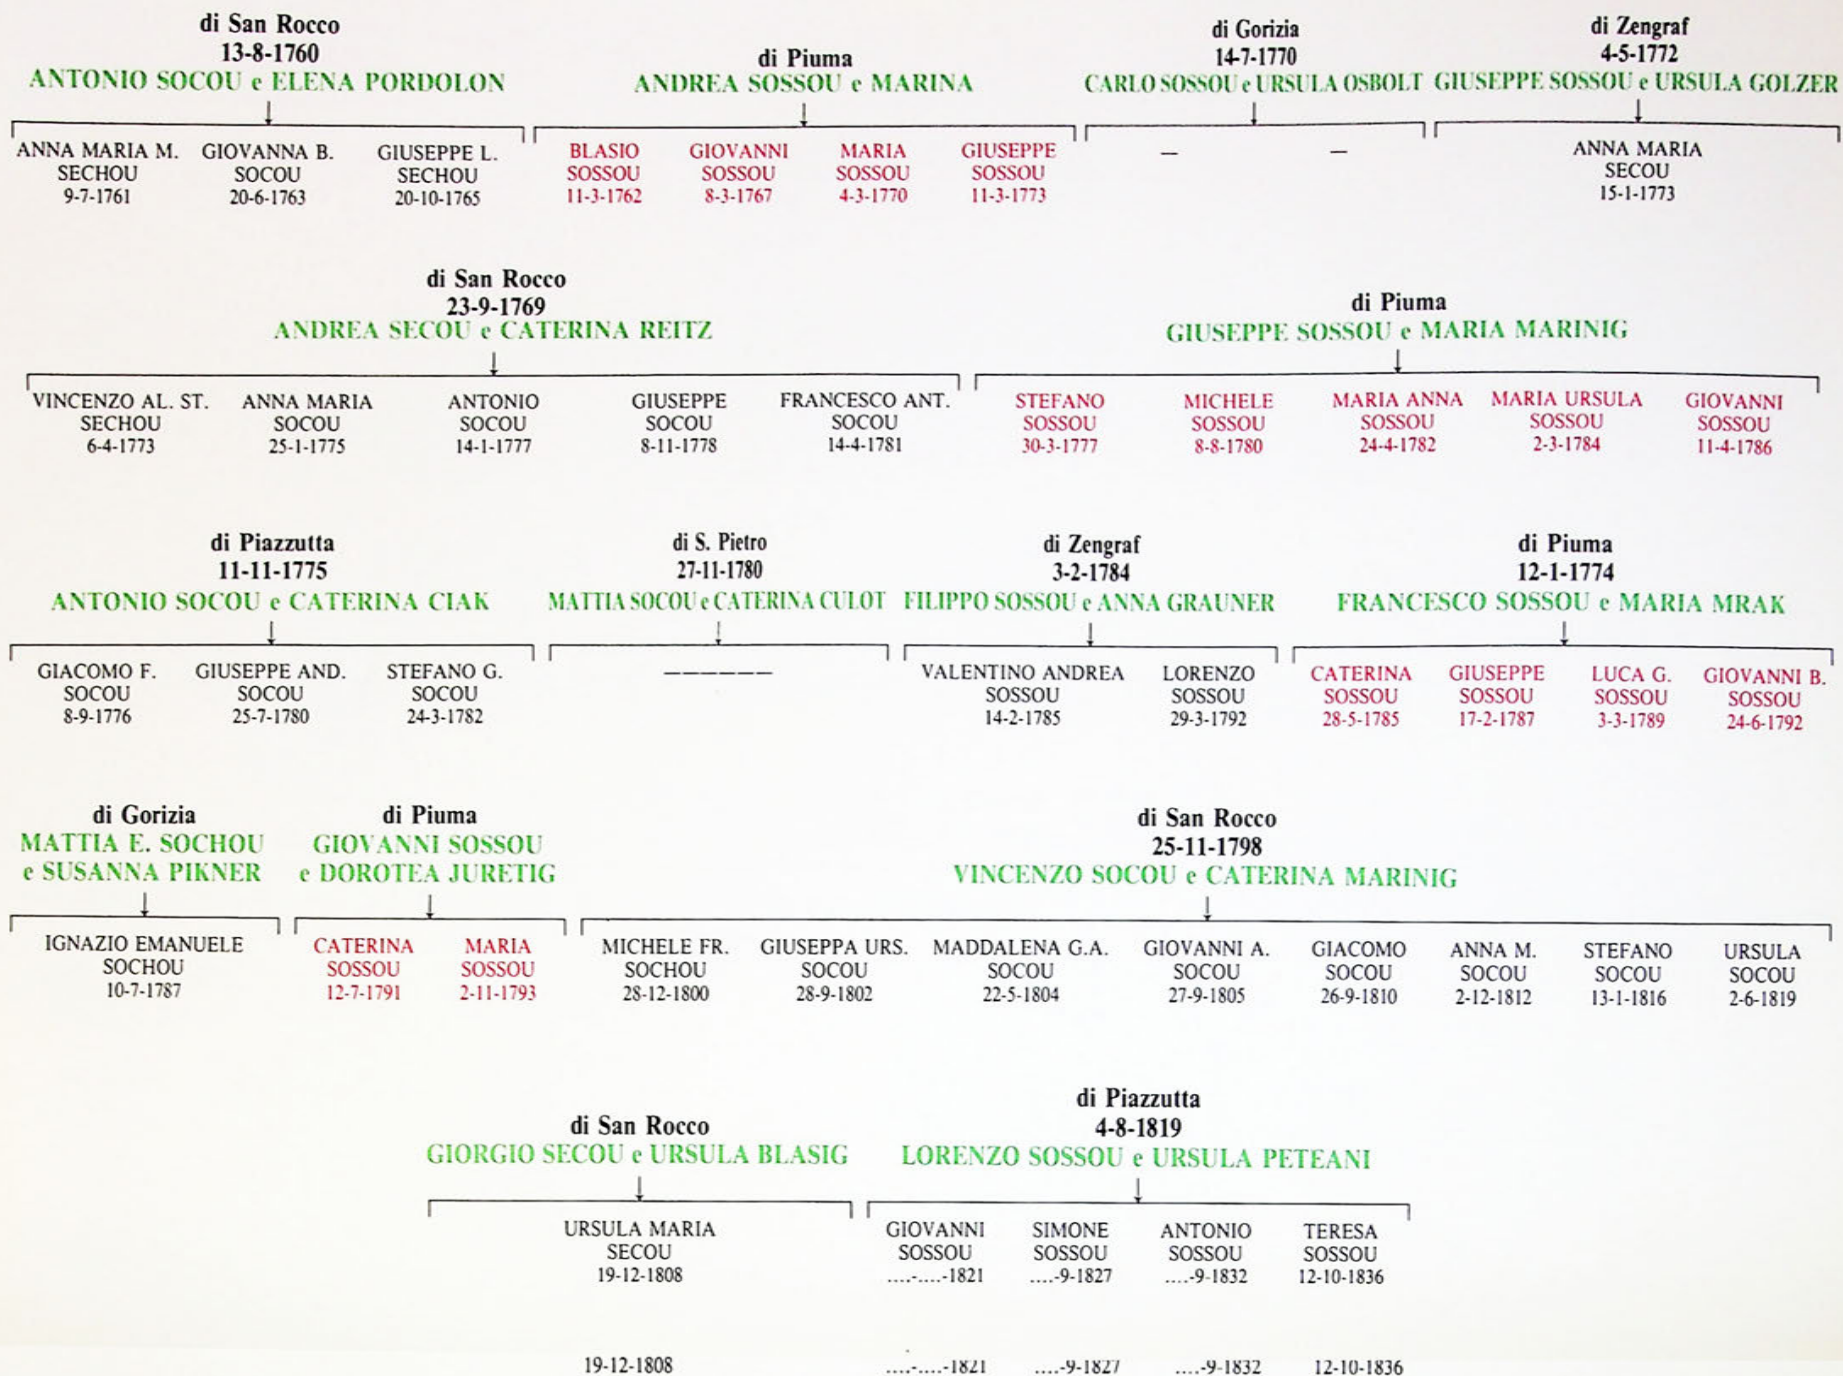 di San Rocco
13-8-1760
ANTONIO SOCOU e ELENA PORDOLON
ANNA MARIA M.
SECHOU
9-7-1761
GIOVANNA B.
SOCOU
20-6-1763
GIUSEPPE L.
SECHOU
20-10-1765
di Piuma
ANDREA SOSSOU e MARINA
BLASIO
SOSSOU
11-3-1762
GIOVANNI
SOSSOU
8-3-1767
MARIA
SOSSOU
4-3-1770
GIUSEPPE
SOSSOU
11-3-1773
di Gorizia
14-7-1770
CARLO SOSSOU e URSULA OSBOLT
— —
di Zengraf
4-5-1772
GIUSEPPE SOSSOU e URSULA GOLZER
ANNA MARIA
SECOU
15-1-1773
di San Rocco
23-9-1769
ANDREA SECOU e CATERINA REITZ
VINCENZO AL. ST.
SECHOU
6-4-1773
ANNA MARIA
SOCOU
25-1-1775
ANTONIO
SOCOU
14-1-1777
GIUSEPPE
SOCOU
8-11-1778
FRANCESCO ANT.
SOCOU
14-4-1781
di Piuma
GIUSEPPE SOSSOU e MARIA MARINIG
STEFANO
SOSSOU
30-3-1777
MICHELE
SOSSOU
8-8-1780
MARIA ANNA
SOSSOU
24-4-1782
MARIA URSULA
SOSSOU
2-3-1784
GIOVANNI
SOSSOU
11-4-1786
di Piazzutta
11-11-1775
ANTONIO SOCOU e CATERINA CIAK
GIACOMO F.
SOCOU
8-9-1776
GIUSEPPE AND.
SOCOU
25-7-1780
STEFANO G.
SOCOU
24-3-1782
di S. Pietro
27-11-1780
MATTIA SOCOU e CATERINA CULOT
——————
di Zengraf
3-2-1784
FILIPPO SOSSOU e ANNA GRAUNER
VALENTINO ANDREA
SOSSOU
14-2-1785
LORENZO
SOSSOU
29-3-1792
di Piuma
12-1-1774
FRANCESCO SOSSOU e MARIA MRAK
CATERINA
SOSSOU
28-5-1785
GIUSEPPE
SOSSOU
17-2-1787
LUCA G.
SOSSOU
3-3-1789
GIOVANNI B.
SOSSOU
24-6-1792
di Gorizia
MATTIA E. SOCHOU
e SUSANNA PIKNER
IGNAZIO EMANUELE
SOCHOU
10-7-1787
di Piuma
GIOVANNI SOSSOU
e DOROTEA JURETIG
CATERINA
SOSSOU
12-7-1791
MARIA
SOSSOU
2-11-1793
di San Rocco
25-11-1798
VINCENZO SOCOU e CATERINA MARINIG
MICHELE FR.
SOCHOU
28-12-1800
GIUSEPPA URS.
SOCOU
28-9-1802
MADDALENA G.A.
SOCOU
22-5-1804
GIOVANNI A.
SOCOU
27-9-1805
GIACOMO
SOCOU
26-9-1810
ANNA M.
SOCOU
2-12-1812
STEFANO
SOCOU
13-1-1816
URSULA
SOCOU
2-6-1819
di San Rocco
GIORGIO SECOU e URSULA BLASIG
URSULA MARIA
SECOU
19-12-1808
di Piazzutta
4-8-1819
LORENZO SOSSOU e URSULA PETEANI
GIOVANNI
SOSSOU
....-....-1821
SIMONE
SOSSOU
....-9-1827
ANTONIO
SOSSOU
....-9-1832
TERESA
SOSSOU
12-10-1836
19-12-1808
....-....-1821
....-9-1827
....-9-1832
12-10-1836